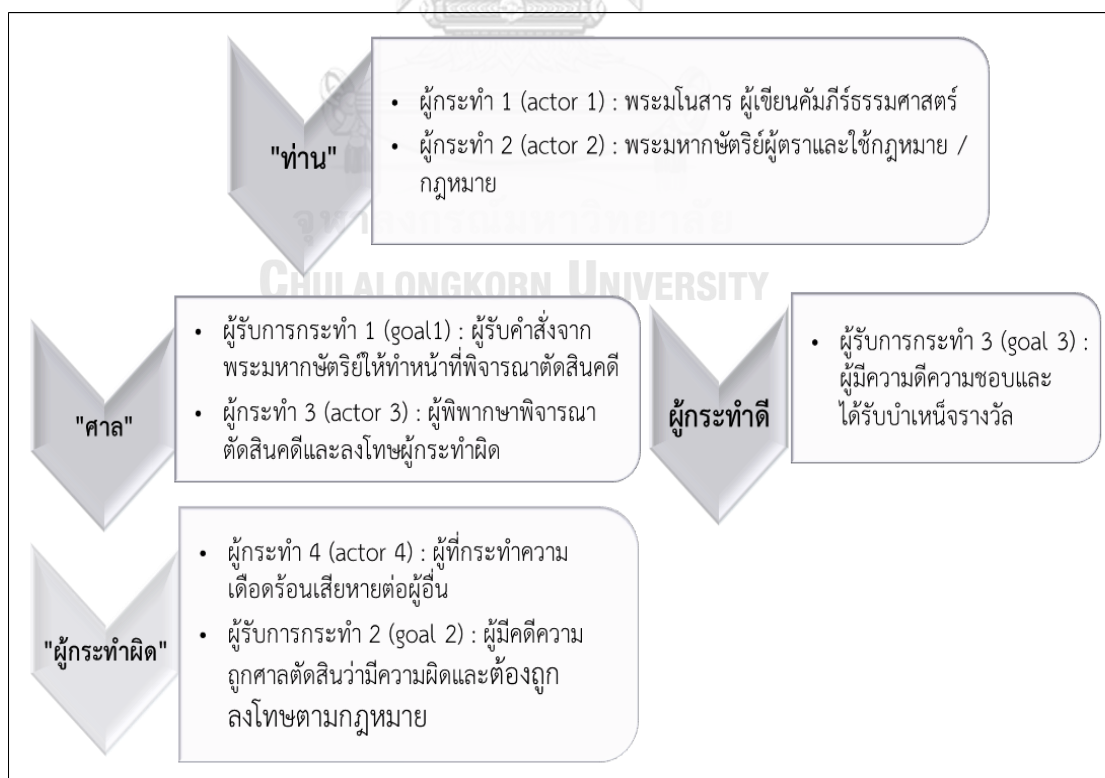 "ท่าน"
• ผู้กระทำ 1 (actor 1) : พระมโนสาร ผู้เขียนคัมภีร์ธรรมศาสตร์
• ผู้กระทำ 2 (actor 2) : พระมหากษัตริย์ผู้ตราและใช้กฎหมาย /
กฎหมาย
จุฬาลงกรณ์มหาวิทยาลัย
CHULALONGKORN UNIVERSITY
"ศาล"
• ผู้รับการกระทำ 1 (goal1) : ผู้รับคำสั่งจาก
พระมหากษัตริย์ให้ทำหน้าที่พิจารณาตัดสินคดี
• ผู้กระทำ 3 (actor 3) : ผู้พิพากษาพิจารณา
ตัดสินคดีและลงโทษผู้กระทำผิด
ผู้กระทำดี
• ผู้รับการกระทำ 3 (goal 3) :
ผู้มีความดีความชอบและ
ได้รับบำเหน็จรางวัล
"ผู้กระทำผิด"
• ผู้กระทำ 4 (actor 4) : ผู้ที่กระทำความ
เดือดร้อนเสียหายต่อผู้อื่น
• ผู้รับการกระทำ 2 (goal 2) : ผู้มีคดีความ
ถูกศาลตัดสินว่ามีความผิดและต้องถูก
ลงโทษตามกฎหมาย